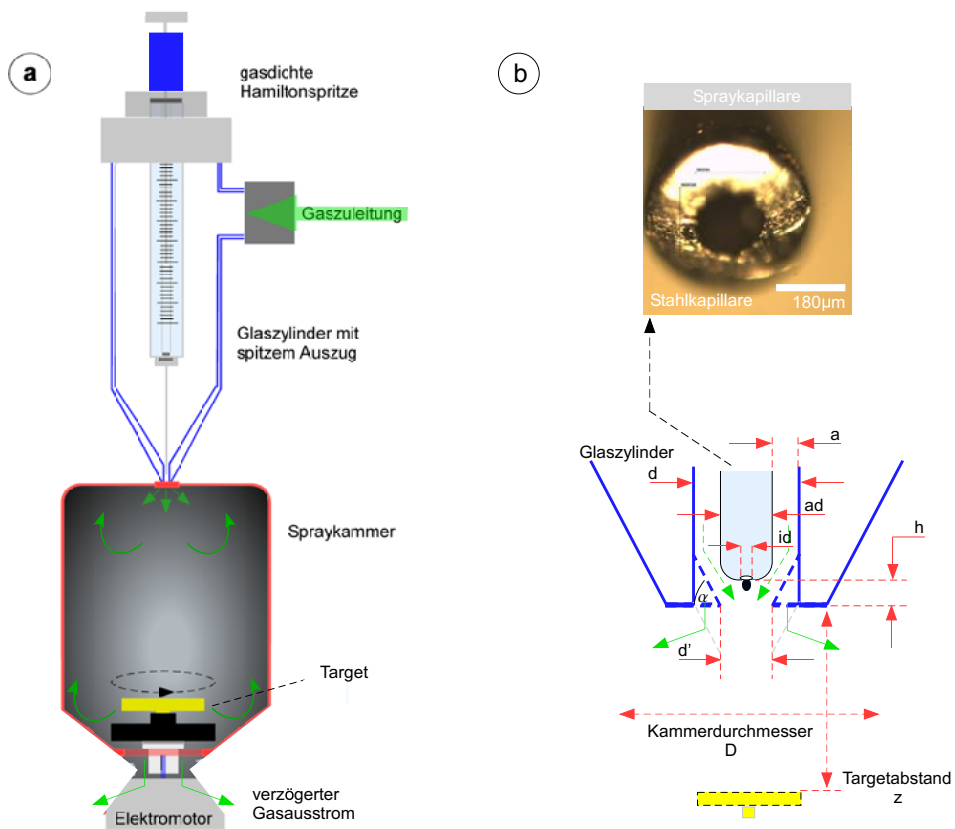 a
gasdichte
Hamiltonspritze
Gaszuleitung
Glaszylinder mit
spitzem Auszug
Spraykammer
Target
verzögerter
Gasausstrom
Elektromotor
b
Spraykapillare
Stahlkapillare
180µm
a
Glaszylinder
d
ad
h
id
α
d'
Kammerdurchmesser
D
Targetabstand
z